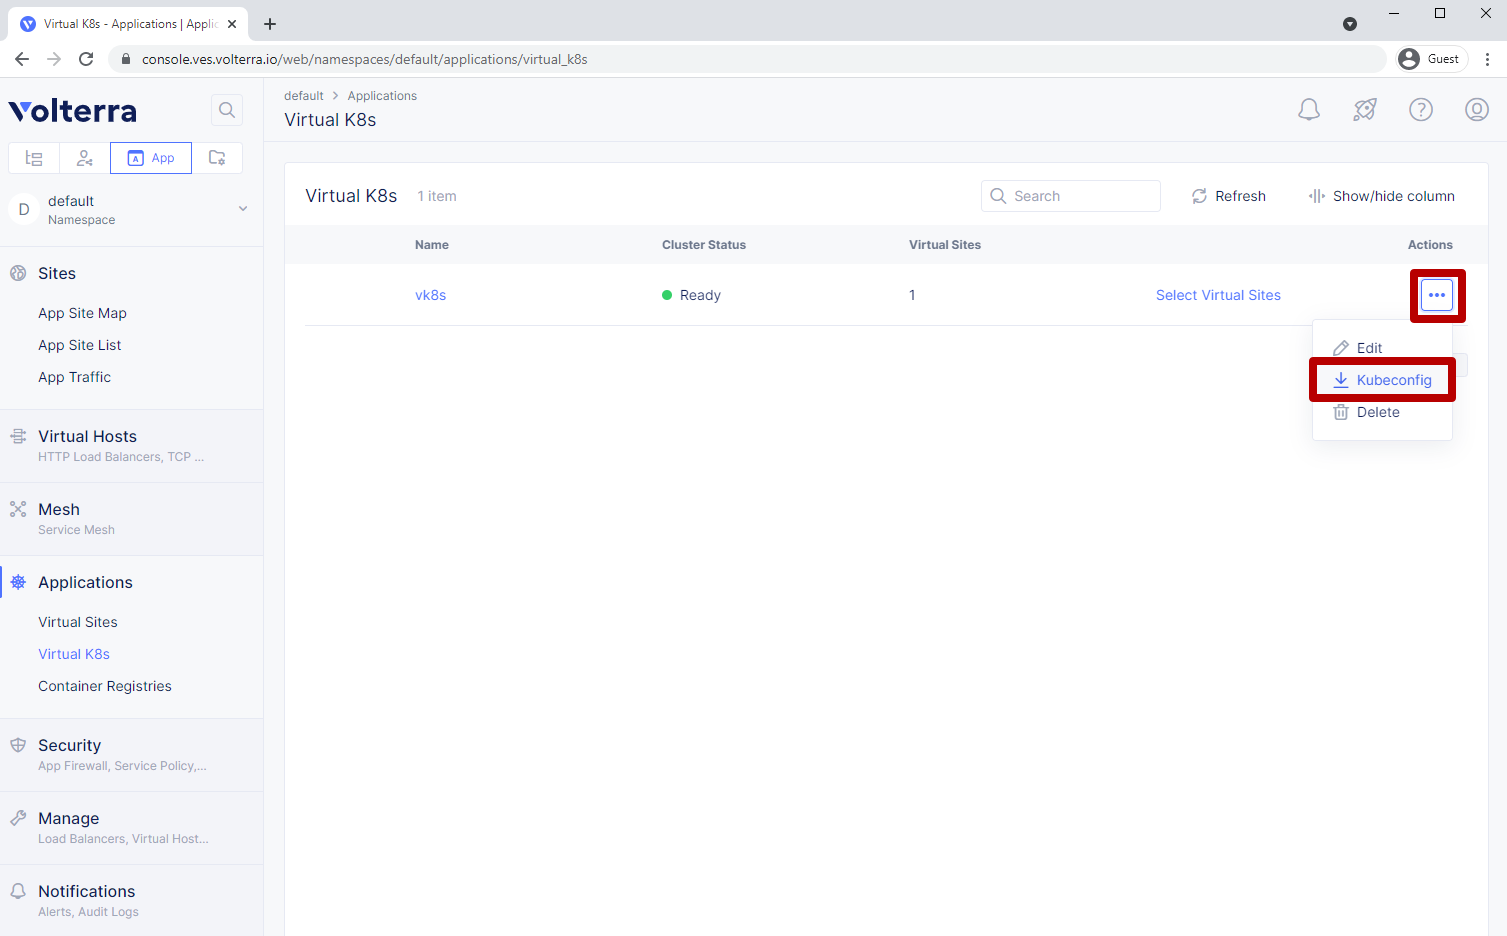 Virtual K8s - Applications | Applic
console.ves.volterra.io/web/namespaces/default/applications/virtual_k8s
Guest
Volterra
App
D
default
Namespace
Sites
App Site Map
App Site List
App Traffic
Virtual Hosts
HTTP Load Balancers, TCP ...
Mesh
Service Mesh
Applications
Virtual Sites
Virtual K8s
Container Registries
Security
App Firewall, Service Policy,...
Manage
Load Balancers, Virtual Host...
Notifications
Alerts, Audit Logs
default > Applications
Virtual K8s
Virtual K8s 1 item
Search
Refresh
Show/hide column
Name Cluster Status Virtual Sites Actions
vk8s Ready 1 Select Virtual Sites
Edit
Kubeconfig
Delete